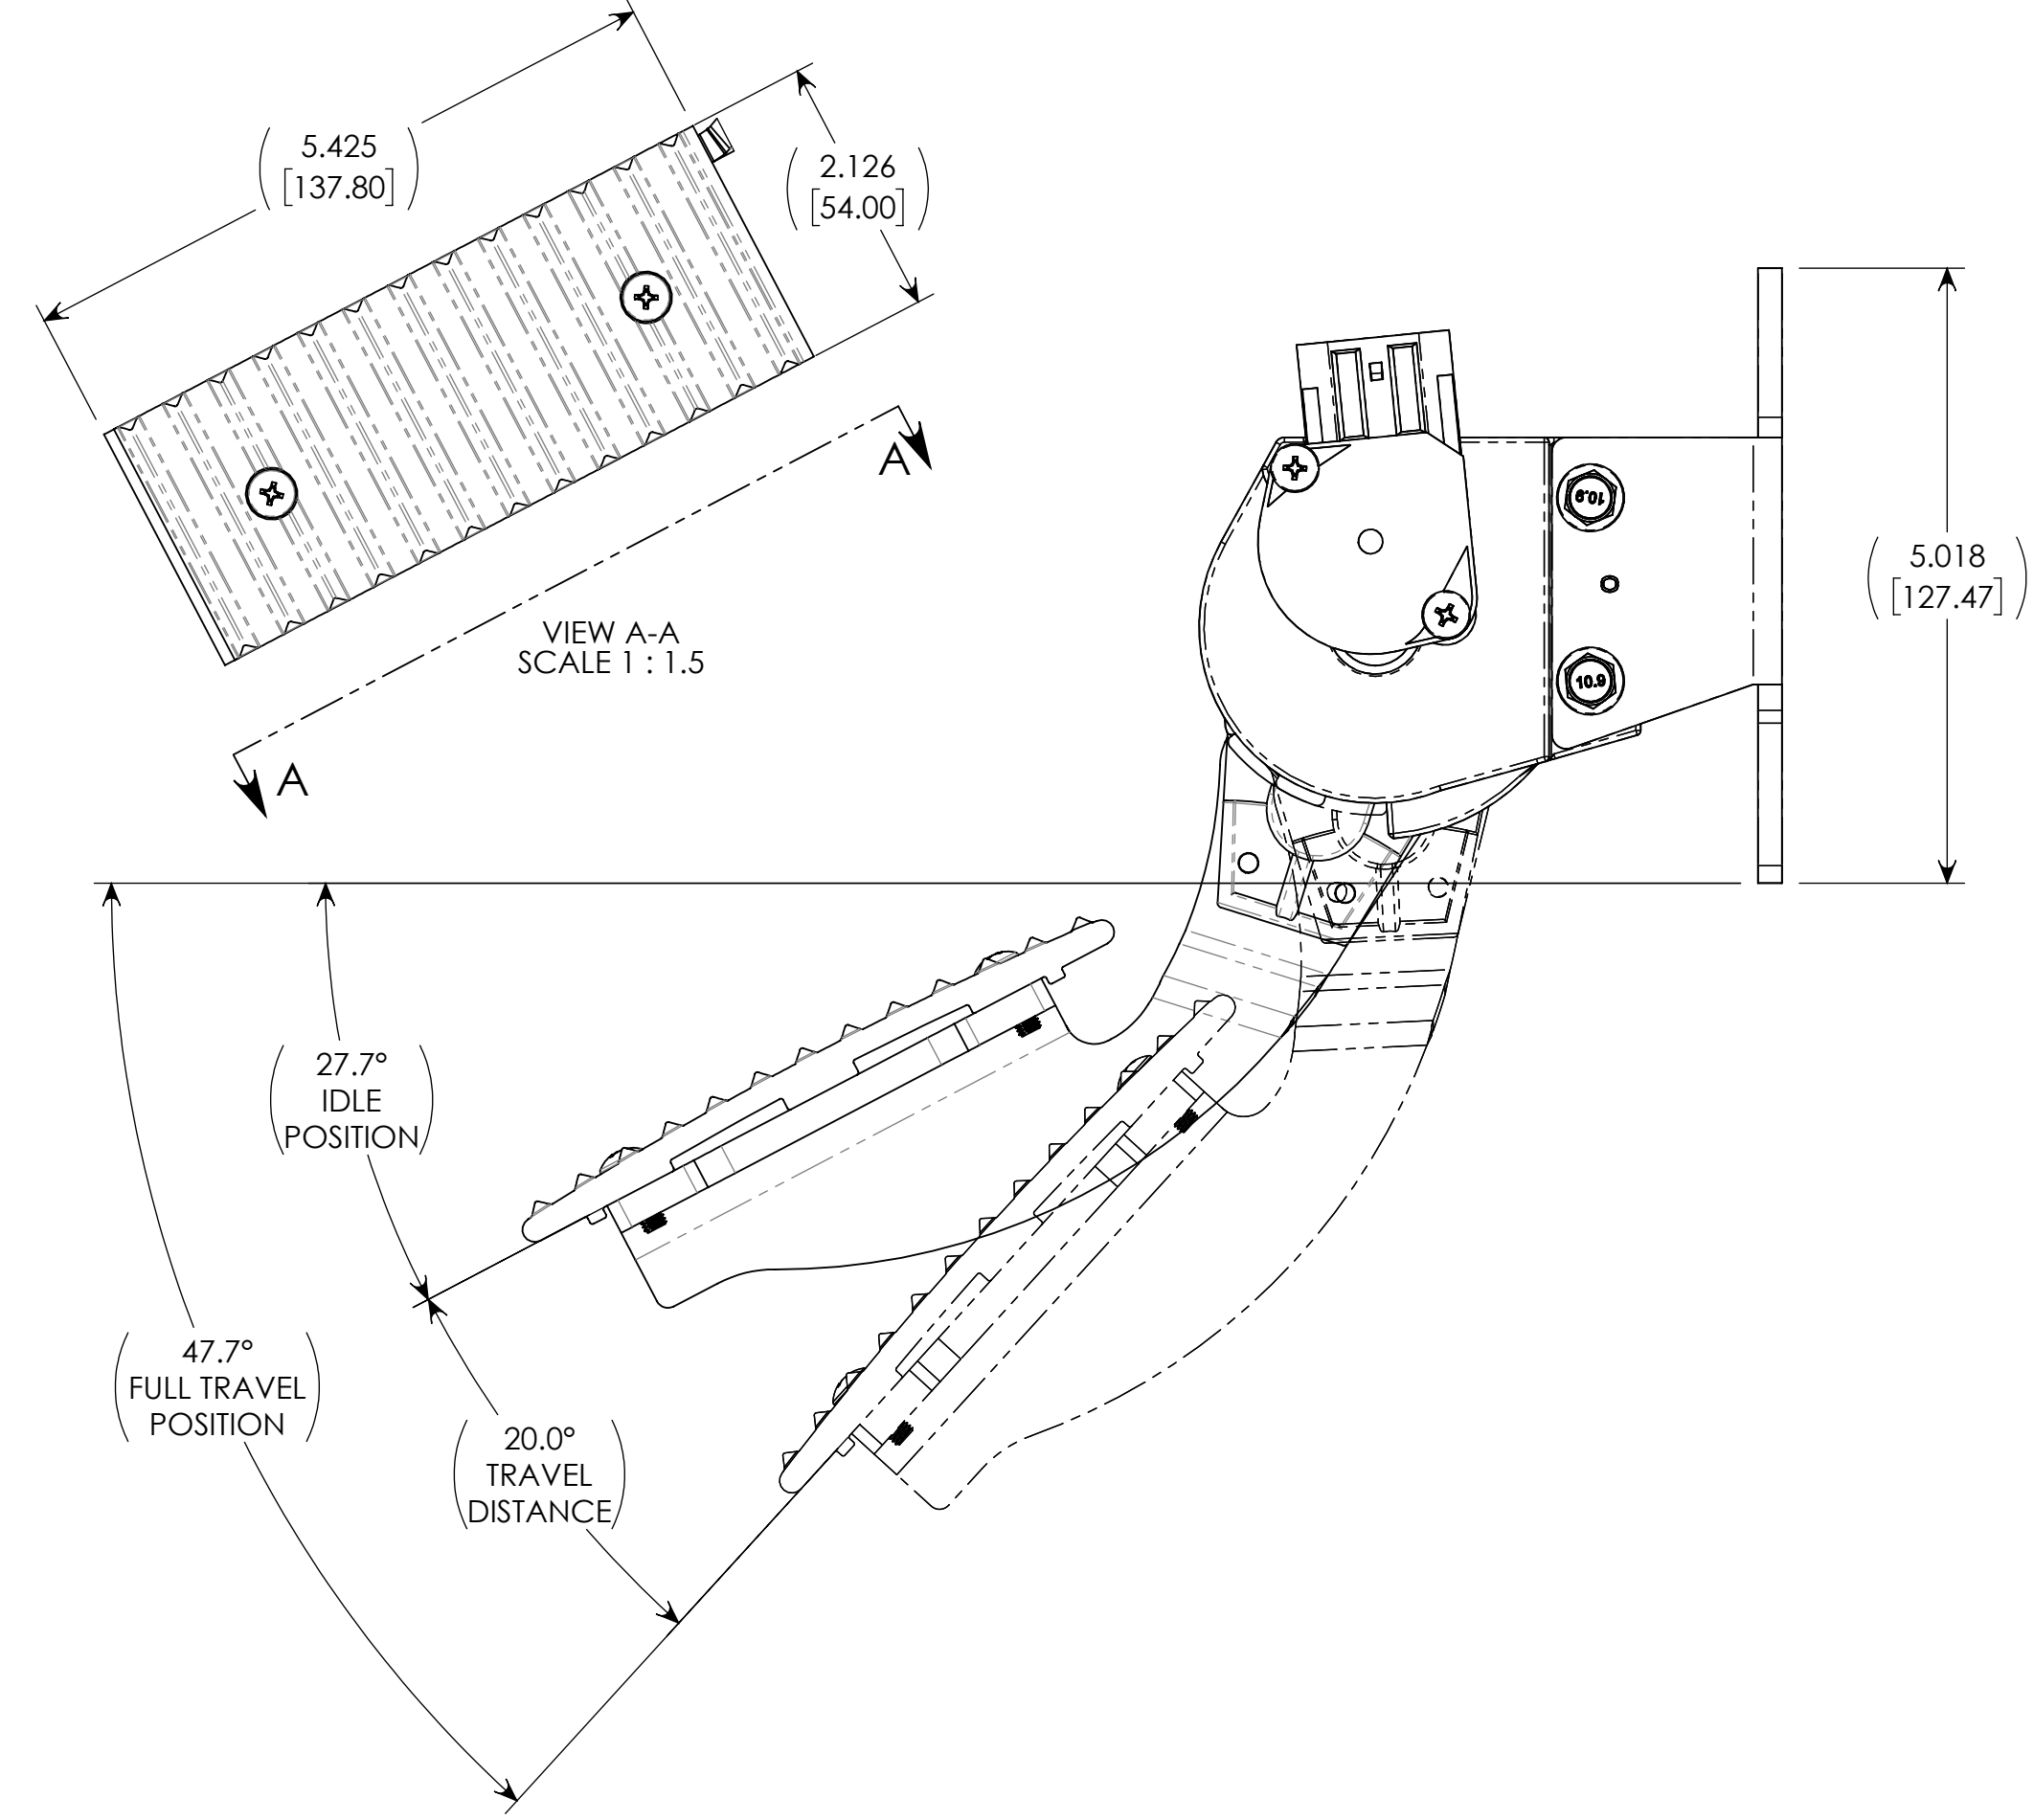 5.425
[137.80]
2.126
[54.00]
A
10.9
5.018
[127.47]
VIEW A-A
SCALE 1 : 1.5
10.9
A
27.7°
IDLE
POSITION
47.7°
FULL TRAVEL
POSITION
20.0°
TRAVEL
DISTANCE